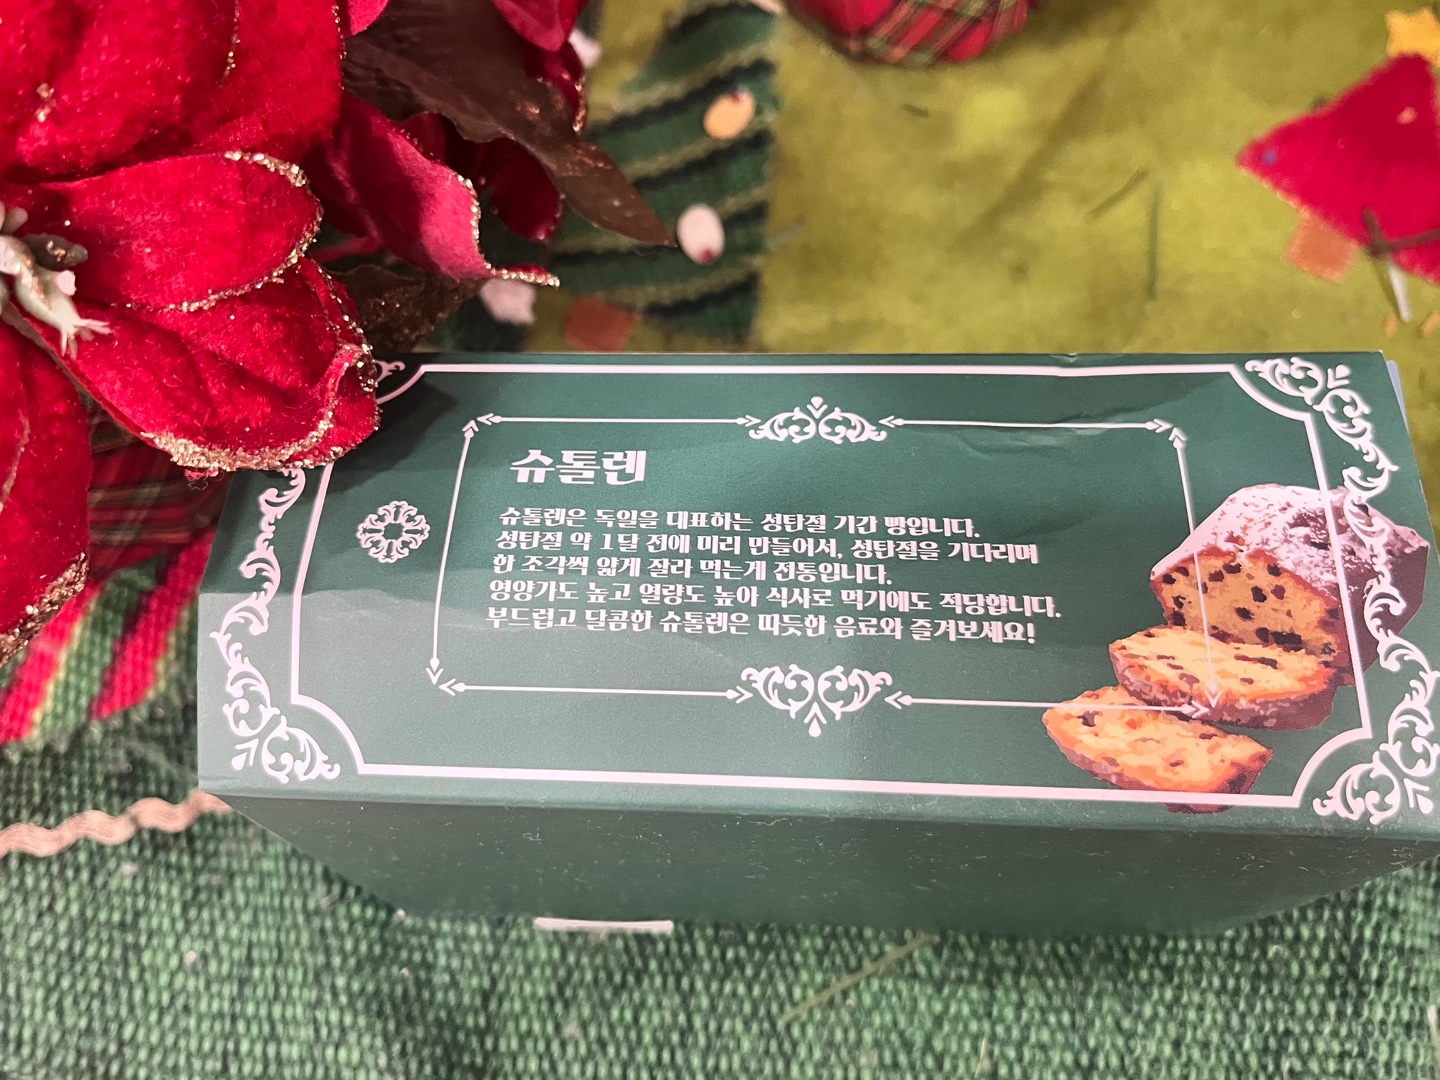 슈톨렌
슈톨렌은 독일을 대표하는 성탄절 기간 빵입니다.
성탄절 약 1달 전에 미리 만들어서, 성탄절을 기다리며
한 조각씩 얇게 잘라 먹는게 전통입니다.
영양가도 높고 열량도 높아 식사로 먹기에도 적당합니다.
부드럽고 달콤한 슈톨렌은 따듯한 음료와 즐겨보세요!